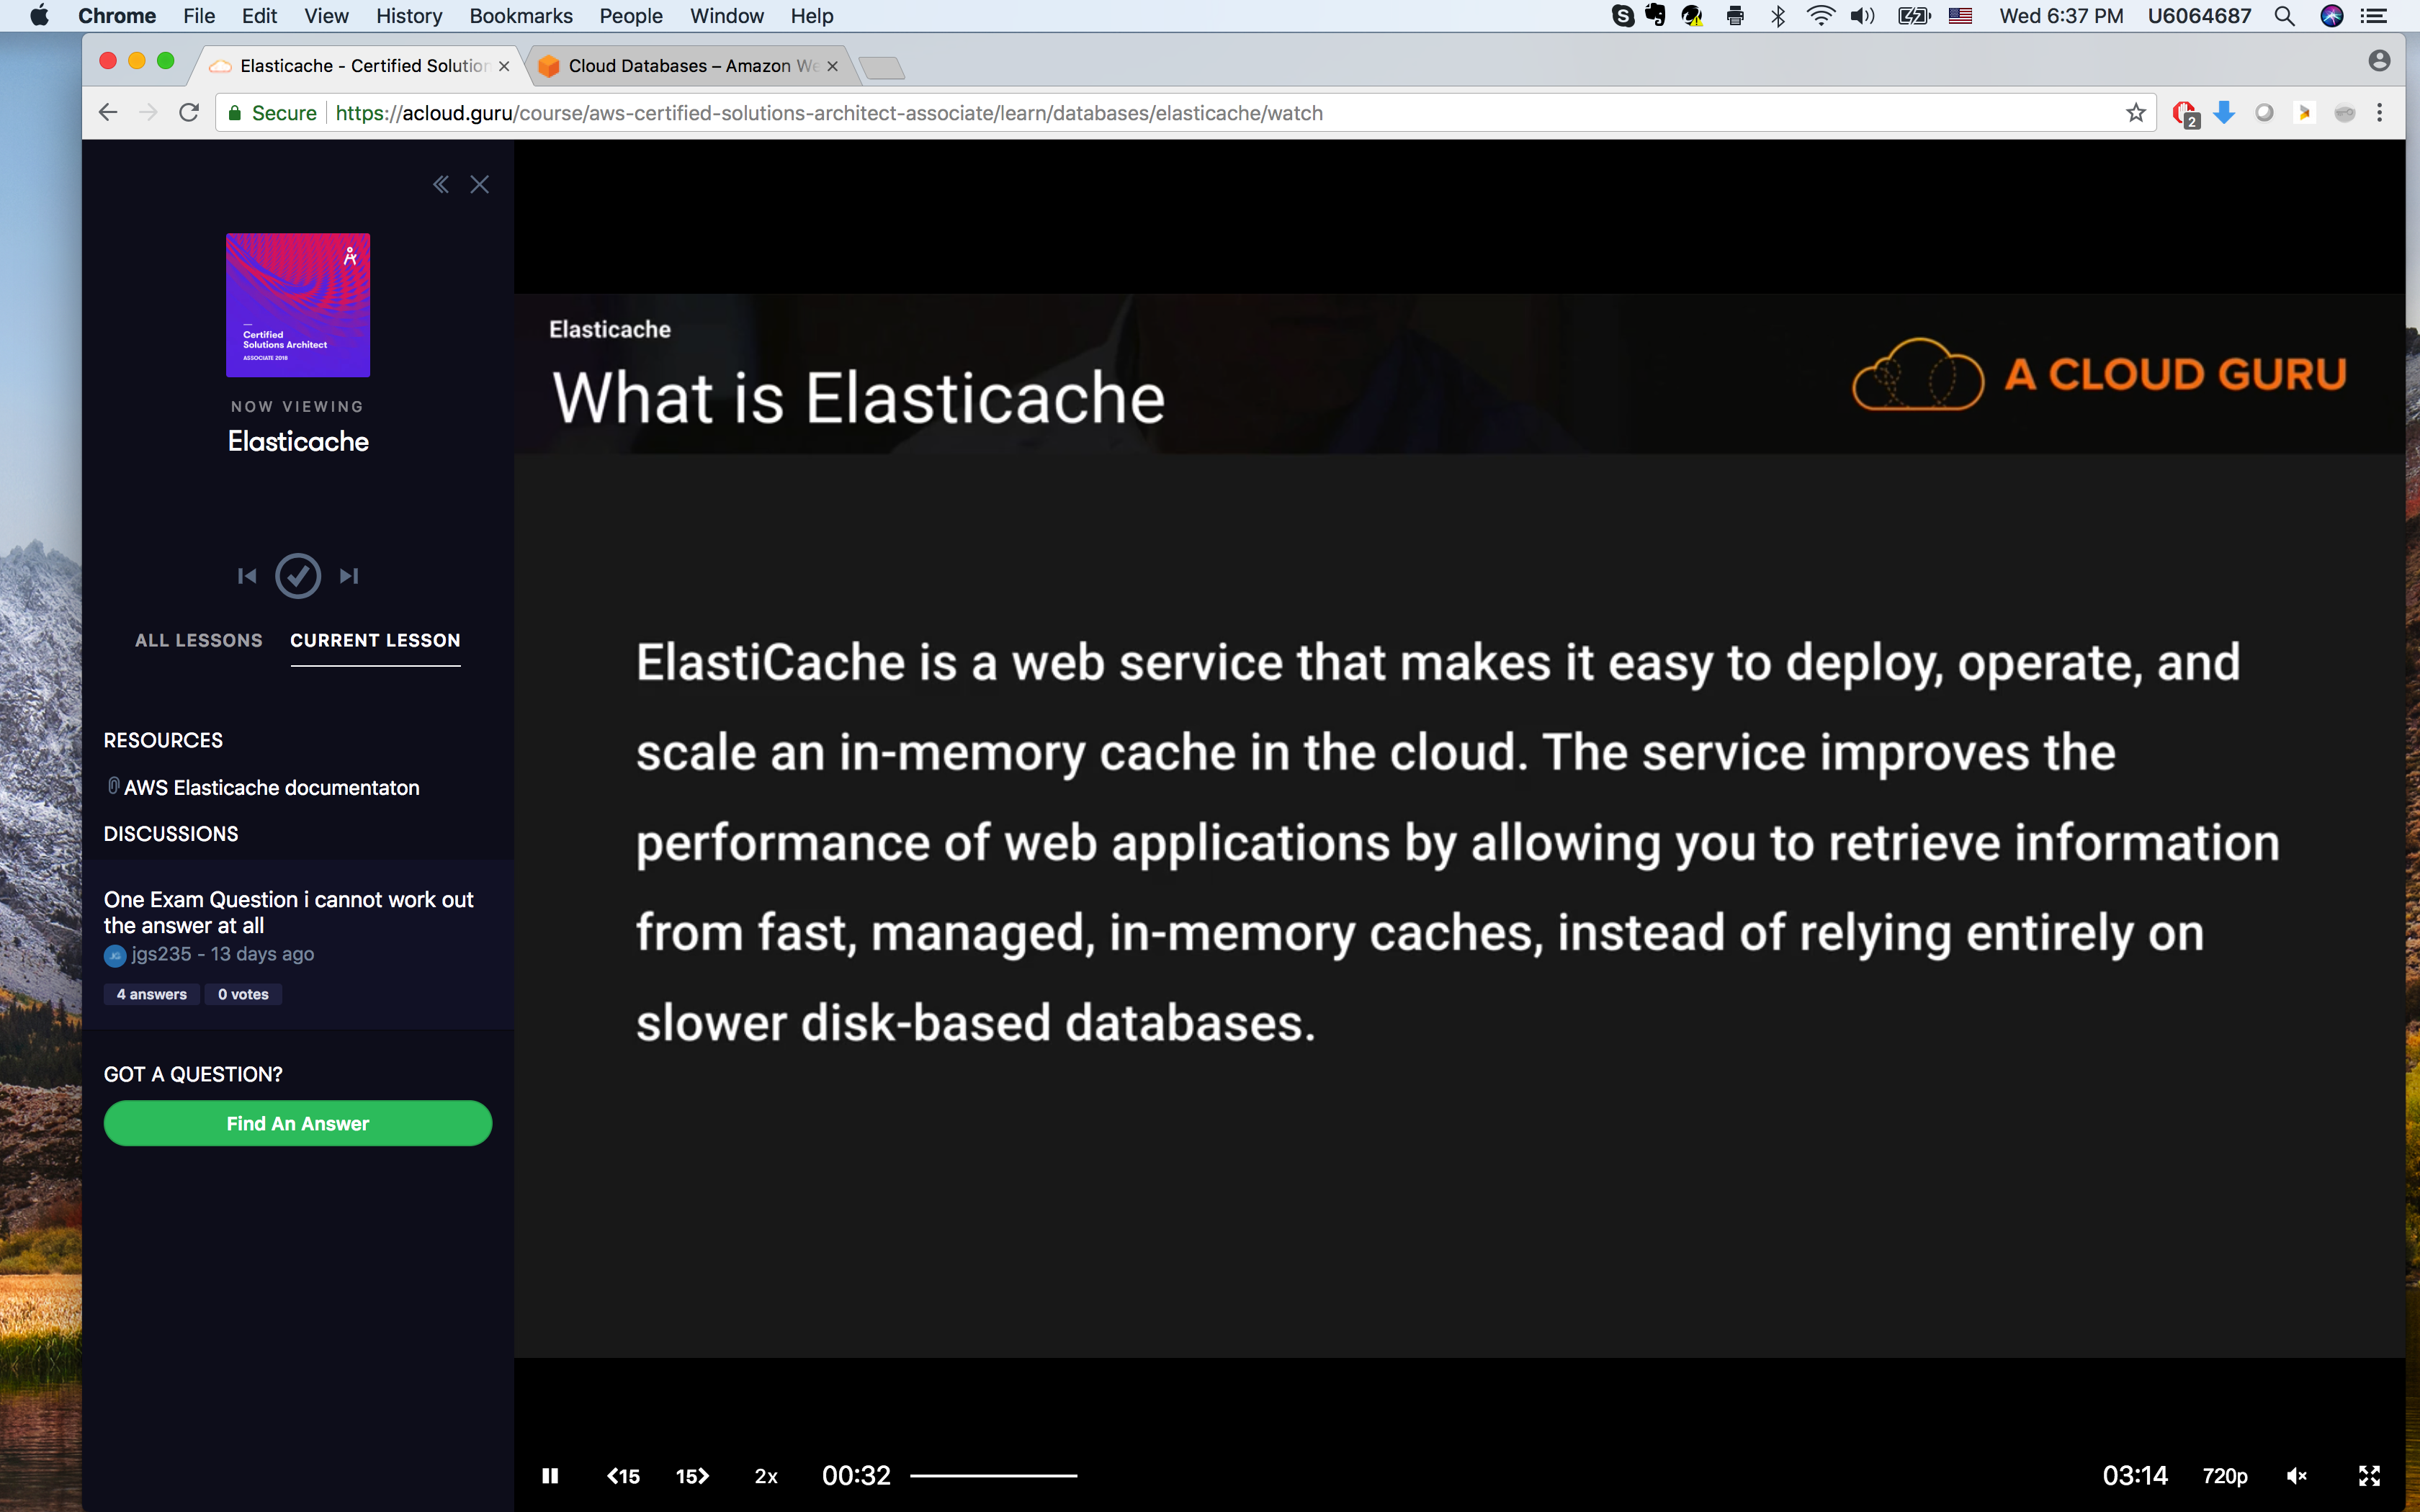 Chrome File Edit View History Bookmarks People Window Help Wed 6:37 PM U6064687
Elasticache - Certified Solution Cloud Databases – Amazon We
Secure https://acloud.guru/course/aws-certified-solutions-architect-associate/learn/databases/elasticache/watch 2
Certified
Solutions Architect
ASSOCIATE 2018
NOW VIEWING
Elasticache
ALL LESSONS CURRENT LESSON
RESOURCES
AWS Elasticache documentaton
DISCUSSIONS
One Exam Question i cannot work out
the answer at all
JG jgs235 - 13 days ago
4 answers 0 votes
GOT A QUESTION?
Find An Answer
Elasticache
What is Elasticache
A CLOUD GURU
ElastiCache is a web service that makes it easy to deploy, operate, and
scale an in-memory cache in the cloud. The service improves the
performance of web applications by allowing you to retrieve information
from fast, managed, in-memory caches, instead of relying entirely on
slower disk-based databases.
15 15 2x 00:32 03:14 720p